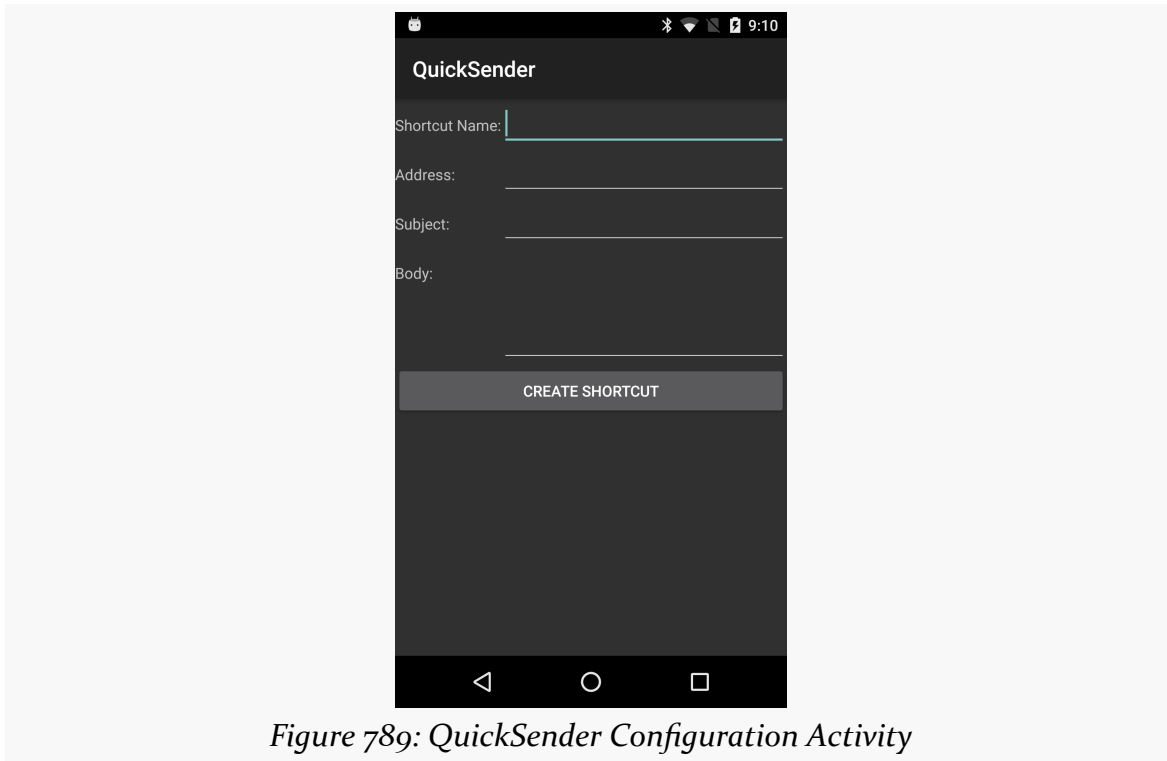 9:10
QuickSender
Shortcut Name:
Address:
Subject:
Body:
CREATE SHORTCUT
Figure 789: QuickSender Configuration Activity